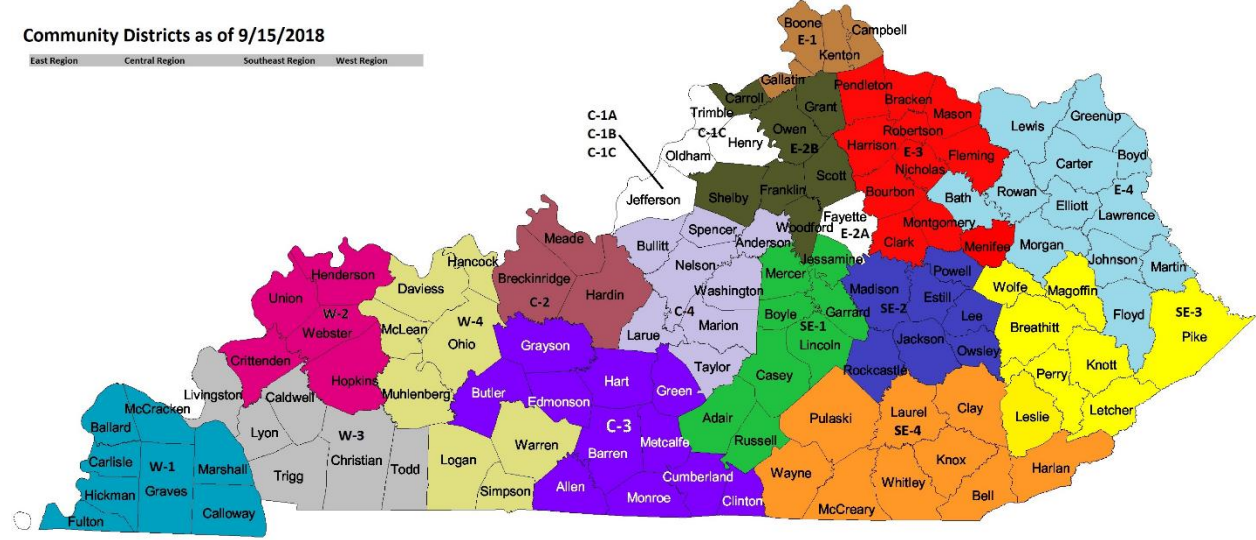 Community Districts as of 9/15/2018
East Region Central Region Southeast Region West Region
Boone
E-1
Campbell
Kenton
Gallatin
Carroll
Trimble
C-1A
C-1B
C-1C
C-1C
Henry
Oldham
Jefferson
Grant
Owen
E-2B
Scott
Shelby
Franklin
Woodford
Fayette
E-2A
Pendleton
Bracken
Mason
Robertson
Harrison
E-3
Fleming
Nicholas
Bourbon
Montgomery
Clark
Menifee
Lewis
Greenup
Carter
Boyd
Rowan
E-4
Bath
Elliott
Lawrence
Morgan
Johnson
Martin
Floyd
Meade
Breckinridge
C-2
Hardin
Bullitt
Spencer
Anderson
Nelson
Washington
C-4
Larue
Marion
Taylor
Mercer
Jessamine
Boyle
SE-1
Garrard
Lincoln
Casey
Adair
Russell
Madison
Powell
SE-2
Estill
Lee
Jackson
Owsley
Rockcastle
Wolfe
Magoffin
SE-3
Pike
Breathitt
Knott
Perry
Leslie
Letcher
Henderson
Union
W-2
Webster
Crittenden
Hopkins
Hancock
Daviess
McLean
W-4
Ohio
Muhlenberg
Logan
Warren
Simpson
Grayson
Butler
Edmonson
Hart
Green
C-3
Barren
Metcalfe
Allen
Monroe
Cumberland
Clinton
Livingston
Caldwell
Lyon
W-3
Trigg
Christian
Todd
McCracken
Ballard
Carlisle
W-1
Marshall
Hickman
Graves
Calloway
Fulton
Pulaski
Laurel
SE-4
Clay
Wayne
Knox
Whitley
Harlan
McCreary
Bell